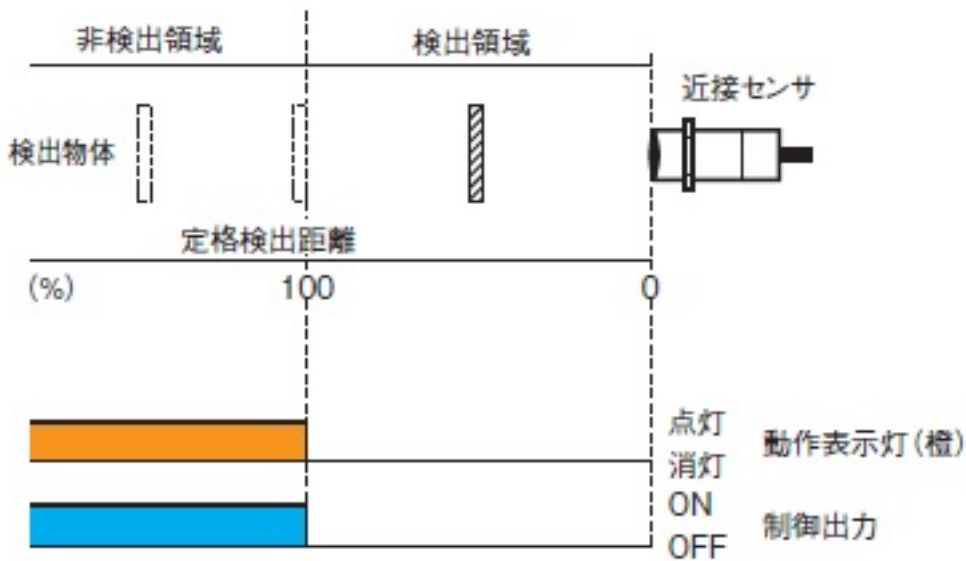 非検出領域
検出領域
近接センサ
検出物体
定格検出距離
(%)
100
0
点灯
消灯
動作表示灯(橙)
ON
OFF
制御出力